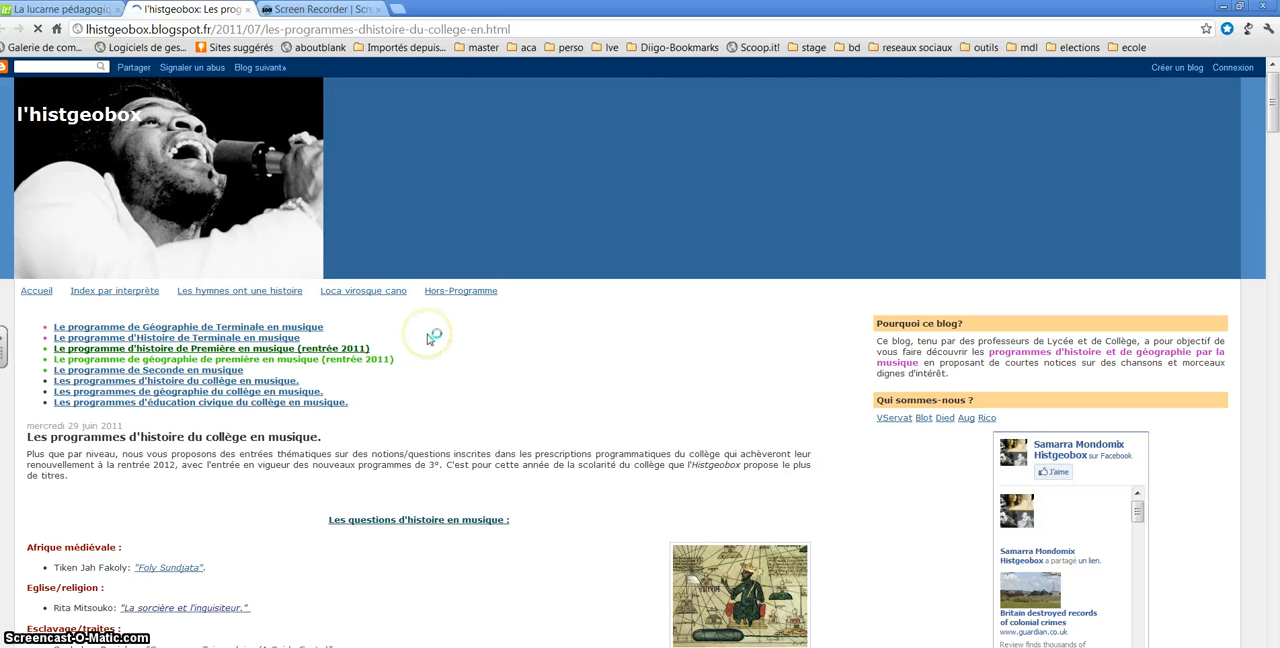 La lucarne pédagogiq
l'histgeobox: Les prog
Screen Recorder | Scre
lhistgeobox.blogspot.fr/2011/07/les-programmes-dhistoire-du-college-en.html
Galerie de com... Logiciels de ges... Sites suggérés aboutblank Importés depuis... master aca perso lve Diigo-Bookmarks Scoop.it! stage bd reseaux sociaux outils mdl elections ecole
Partager Signaler un abus Blog suivant» Créer un blog Connexion
l'histgeobox
Accueil Index par interprète Les hymnes ont une histoire Loca virosque cano Hors-Programme
Le programme de Géographie de Terminale en musique
Le programme d'Histoire de Terminale en musique
Le programme d'histoire de Première en musique (rentrée 2011)
Le programme de géographie de première en musique (rentrée 2011)
Le programme de Seconde en musique
Les programmes d'histoire du collège en musique.
Les programmes de géographie du collège en musique.
Les programmes d'éducation civique du collège en musique.
mercredi 29 juin 2011
Les programmes d'histoire du collège en musique.
Plus que par niveau, nous vous proposons des entrées thématiques sur des notions/questions inscrites dans les prescriptions programmatiques du collège qui achèveront leur
renouvellement à la rentrée 2012, avec l'entrée en vigueur des nouveaux programmes de 3°. C'est pour cette année de la scolarité du collège que l'Histgeobox propose le plus
de titres.
Les questions d'histoire en musique :
Afrique médiévale :
Tiken Jah Fakoly: "Foly Sundjata".
Eglise/religion :
Rita Mitsouko: "La sorcière et l'inquisiteur."
Esclavage/traites :
Pourquoi ce blog?
Ce blog, tenu par des professeurs de Lycée et de Collège, a pour objectif de
vous faire découvrir les programmes d'histoire et de géographie par la
musique en proposant de courtes notices sur des chansons et morceaux
dignes d'intérêt.
Qui sommes-nous ?
VServat Blot Died Aug Rico
Samarra Mondomix
Histgeobox sur Facebook
J'aime
Samarra Mondomix
Histgeobox a partagé un lien.
Britain destroyed records
of colonial crimes
www.guardian.co.uk
Review finds thousands of
Screencast-O-Matic.com